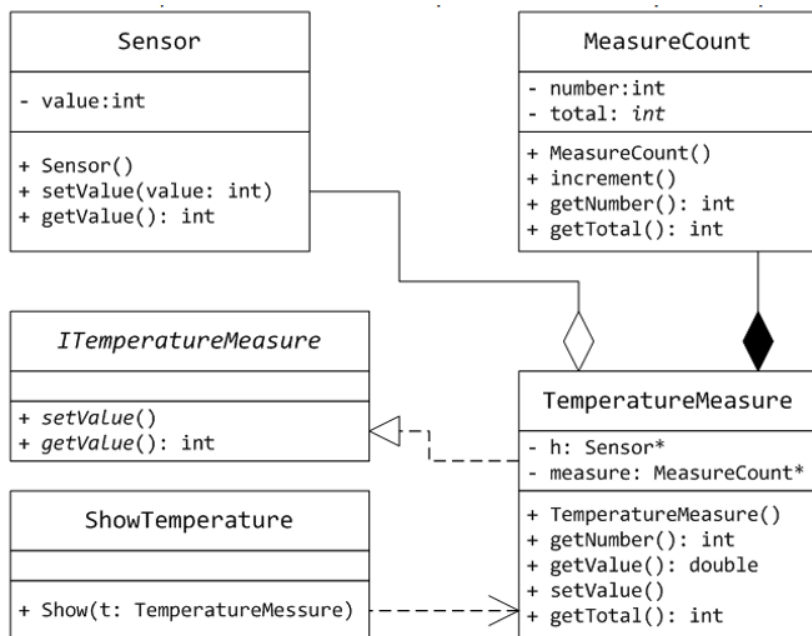 Sensor
- value:int
+ Sensor()
+ setValue(value: int)
+ getValue(): int
MeasureCount
- number:int
- total: int
+ MeasureCount()
+ increment()
+ getNumber(): int
+ getTotal(): int
ITemperatureMeasure
+ setValue()
+ getValue(): int
TemperatureMeasure
- h: Sensor*
- measure: MeasureCount*
+ TemperatureMeasure()
+ getNumber(): int
+ getValue(): double
+ setValue()
+ getTotal(): int
ShowTemperature
+ Show(t: TemperatureMessure)